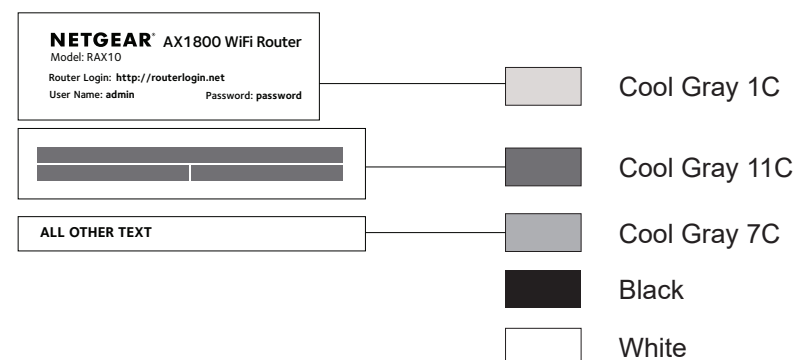 NETGEAR® AX1800 WiFi Router
Model: RAX10
Router Login: http://routerlogin.net
User Name: admin Password: password
Cool Gray 1C
Cool Gray 11C
ALL OTHER TEXT
Cool Gray 7C
Black
White